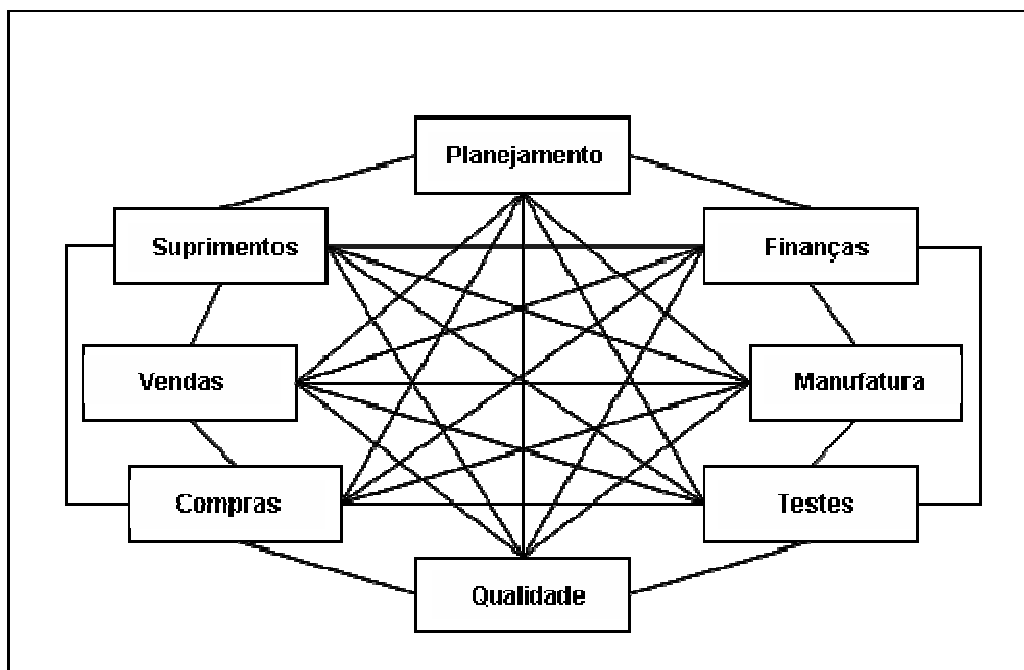 Planejamento
Suprimentos
Finanças
Vendas
Manufatura
Compras
Testes
Qualidade